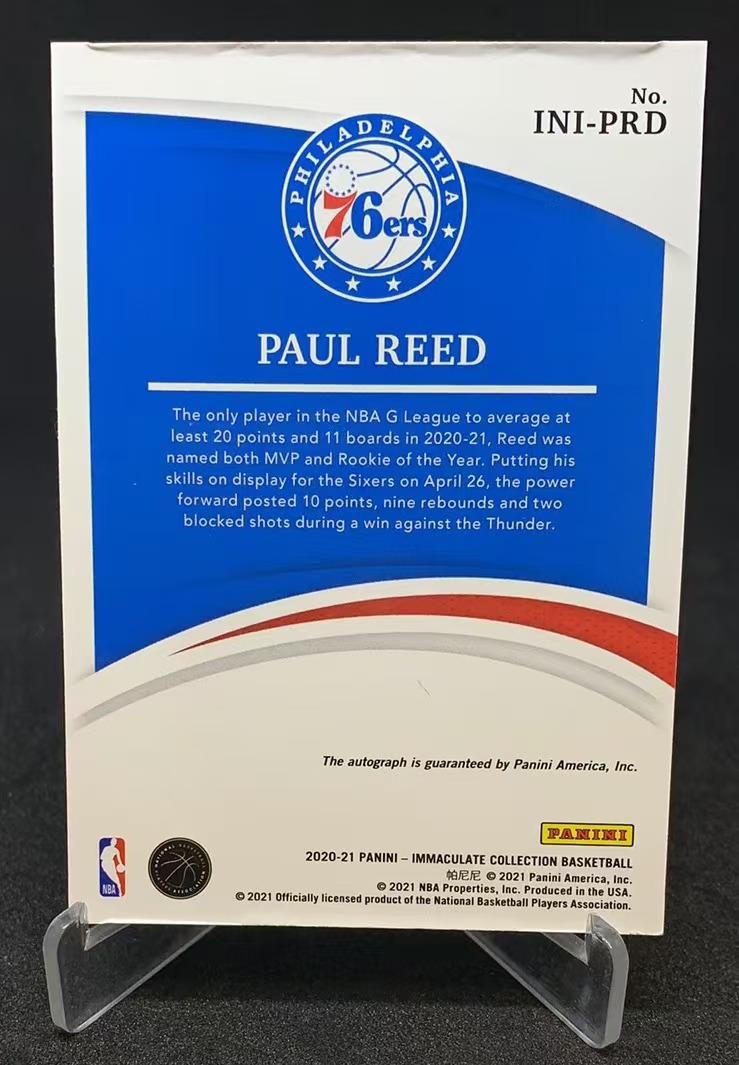 No.
INI-PRD
PHILADELPHIA
76ers
PAUL REED
The only player in the NBA G League to average at
least 20 points and 11 boards in 2020-21, Reed was
named both MVP and Rookie of the Year. Putting his
skills on display for the Sixers on April 26, the power
forward posted 10 points, nine rebounds and two
blocked shots during a win against the Thunder.
The autograph is guaranteed by Panini America, Inc.
PANINI
2020-21 PANINI – IMMACULATE COLLECTION BASKETBALL
帕尼尼 © 2021 Panini America, Inc.
© 2021 NBA Properties, Inc. Produced in the USA.
© 2021 Officially licensed product of the National Basketball Players Association.
NBA
NATIONAL BASKETBALL PLAYERS ASSOCIATION